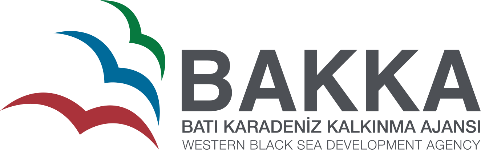 BAKKA
BATI KARADENİZ KALKINMA AJANSI
WESTERN BLACK SEA DEVELOPMENT AGENCY